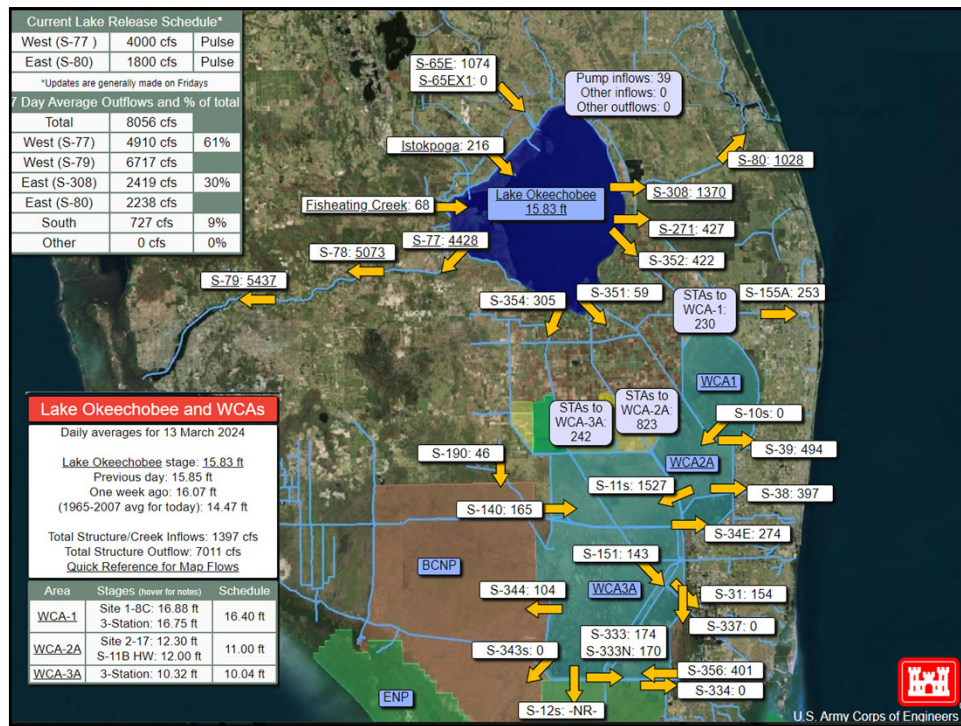 Current Lake Release Schedule*
West (S-77 ) 4000 cfs Pulse
East (S-80) 1800 cfs Pulse
*Updates are generally made on Fridays
7 Day Average Outflows and % of total
Total 8056 cfs
West (S-77) 4910 cfs 61%
West (S-79) 6717 cfs
East (S-308) 2419 cfs 30%
East (S-80) 2238 cfs
South 727 cfs 9%
Other 0 cfs 0%
S-65E: 1074
S-65EX1: 0
Pump inflows: 39
Other inflows: 0
Other outflows: 0
Istokpoga: 216
S-80: 1028
Lake Okeechobee
15.83 ft
S-308: 1370
Fisheating Creek: 68
S-271: 427
S-77: 4428
S-78: 5073
S-352: 422
S-79: 5437
S-354: 305
S-351: 59
STAs to
WCA-1:
230
S-155A: 253
WCA1
Lake Okeechobee and WCAs
Daily averages for 13 March 2024
Lake Okeechobee stage: 15.83 ft
Previous day: 15.85 ft
One week ago: 16.07 ft
(1965-2007 avg for today): 14.47 ft
Total Structure/Creek Inflows: 1397 cfs
Total Structure Outflow: 7011 cfs
Quick Reference for Map Flows
Area Stages (hover for notes) Schedule
WCA-1 Site 1-8C: 16.88 ft
3-Station: 16.75 ft 16.40 ft
WCA-2A Site 2-17: 12.30 ft
S-11B HW: 12.00 ft 11.00 ft
WCA-3A 3-Station: 10.32 ft 10.04 ft
STAs to
WCA-3A:
242
STAs to
WCA-2A:
823
S-10s: 0
S-39: 494
S-190: 46
WCA2A
S-11s: 1527
S-38: 397
S-140: 165
S-34E: 274
S-151: 143
BCNP
WCA3A
S-31: 154
S-344: 104
S-337: 0
S-333: 174
S-333N: 170
S-343s: 0
S-356: 401
S-334: 0
ENP
S-12s: -NR-
U.S. Army Corps of Engineers